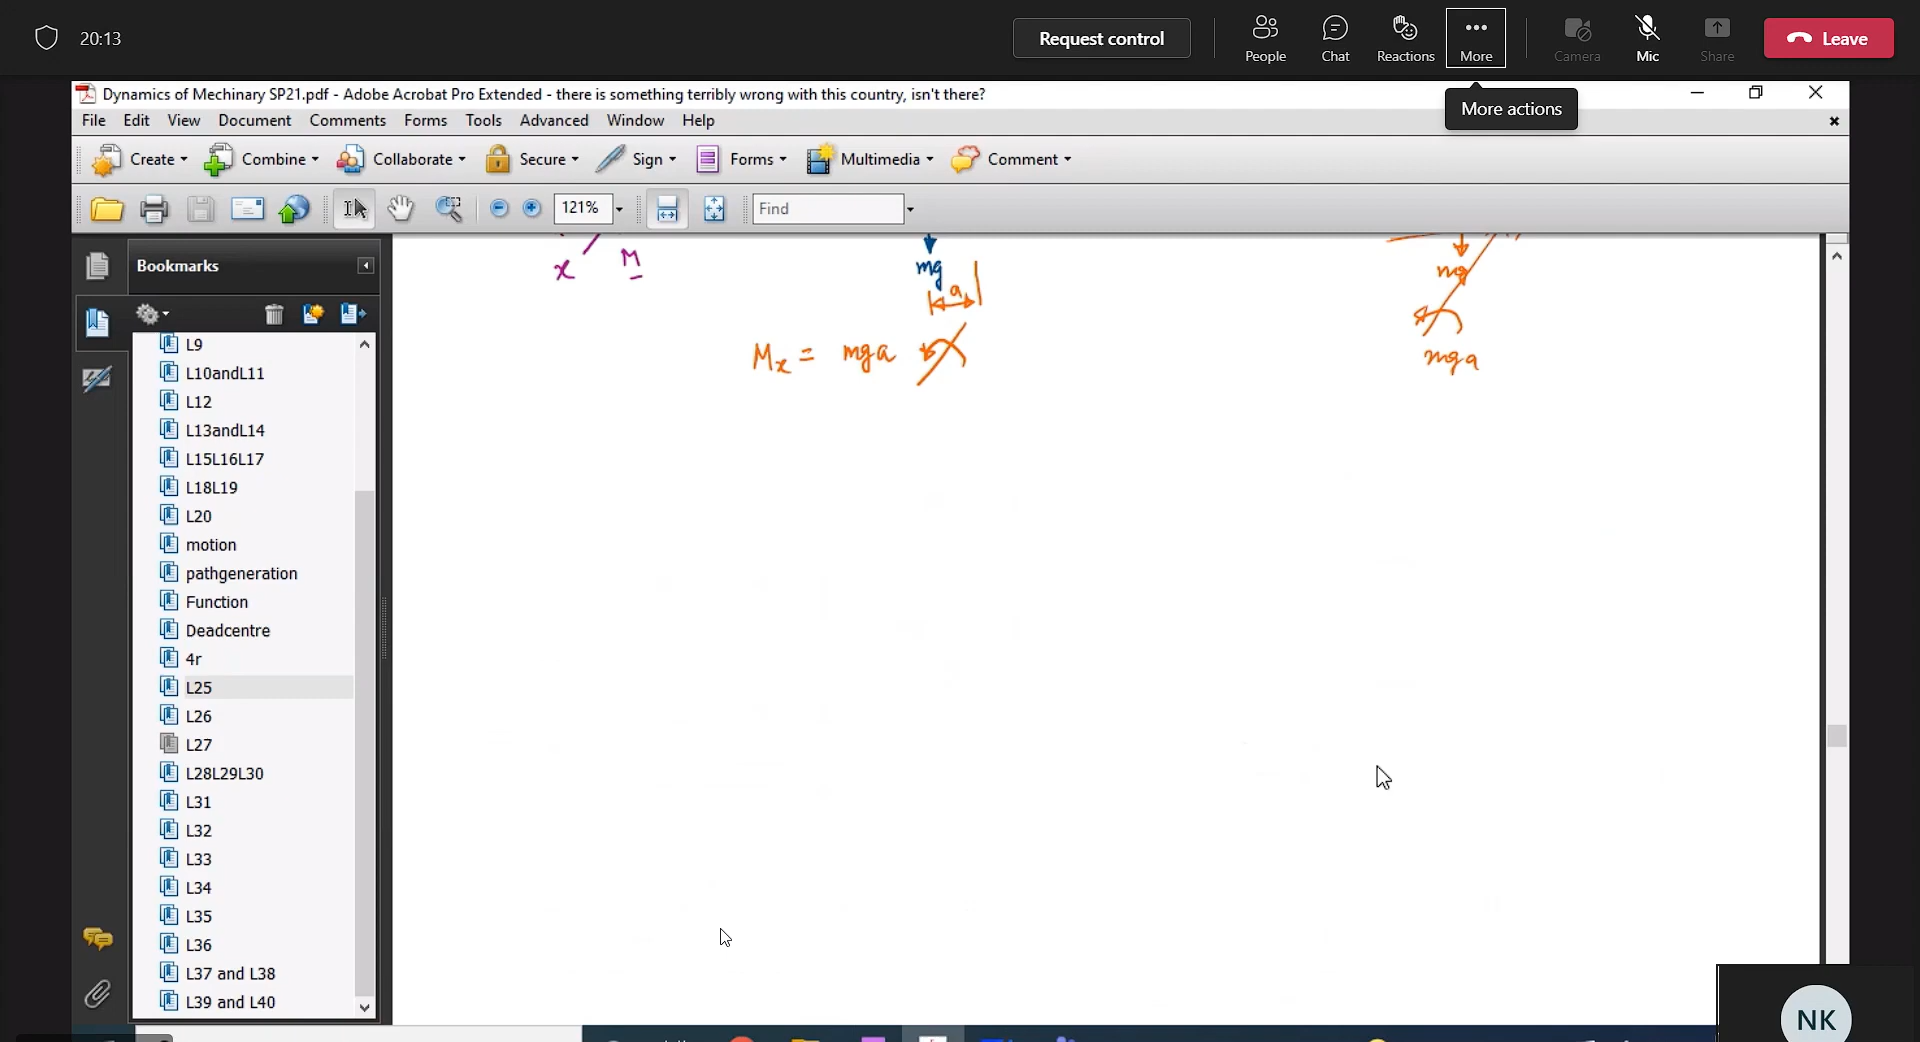 20:13
Request control
People
Chat
Reactions
More
Camera
Mic
Share
Leave
Dynamics of Mechinary SP21.pdf - Adobe Acrobat Pro Extended - there is something terribly wrong with this country, isn't there?
More actions
File Edit View Document Comments Forms Tools Advanced Window Help
Create Combine Collaborate Secure Sign Forms Multimedia Comment
121% Find
Bookmarks
L9
L10andL11
L12
L13andL14
L15L16L17
L18L19
L20
motion
pathgeneration
Function
Deadcentre
4r
L25
L26
L27
L28L29L30
L31
L32
L33
L34
L35
L36
L37 and L38
L39 and L40
x M
mg
a
Mx = mga
mg
mga
NK